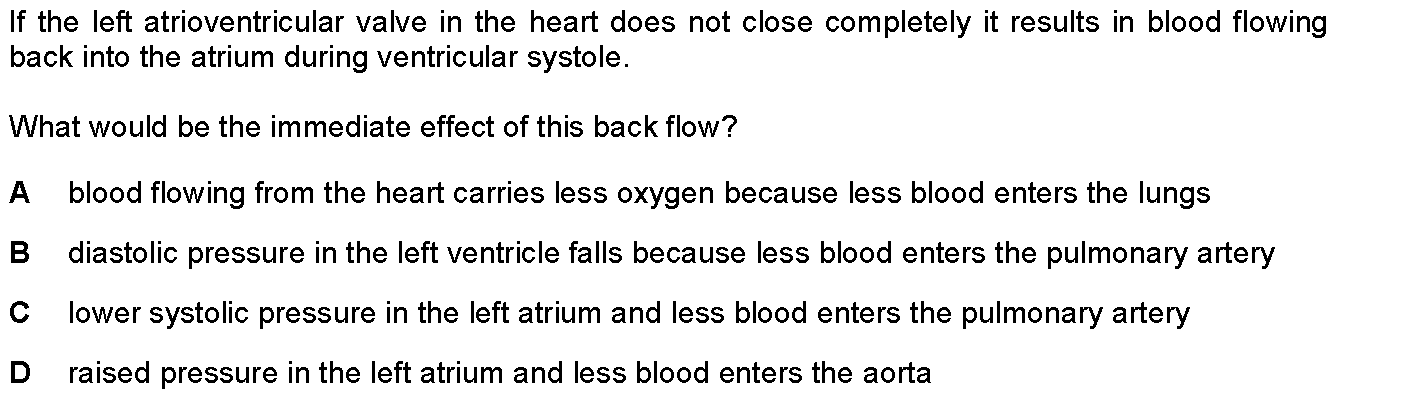 If the left atrioventricular valve in the heart does not close completely it results in blood flowing
back into the atrium during ventricular systole.
What would be the immediate effect of this back flow?
A blood flowing from the heart carries less oxygen because less blood enters the lungs
B diastolic pressure in the left ventricle falls because less blood enters the pulmonary artery
C lower systolic pressure in the left atrium and less blood enters the pulmonary artery
D raised pressure in the left atrium and less blood enters the aorta